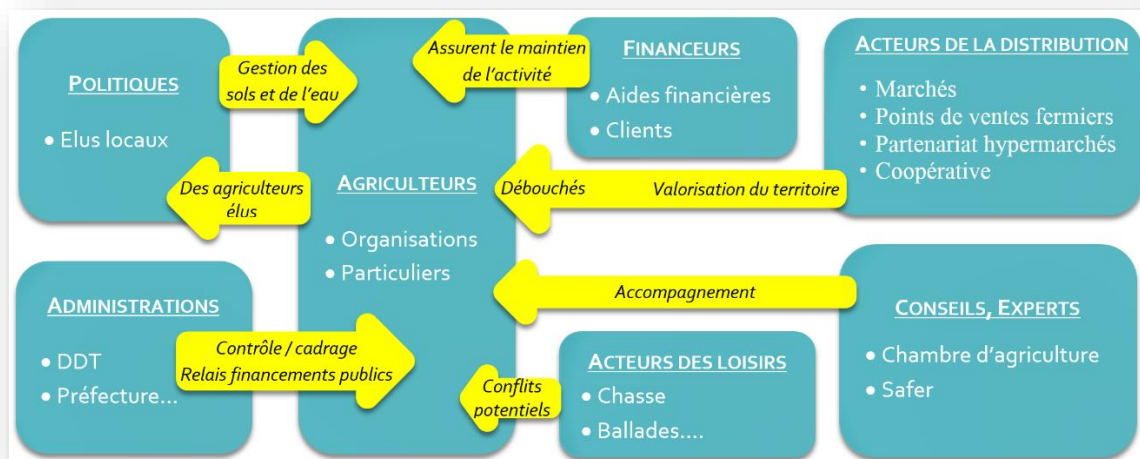 POLITIQUES
• Elus locaux
Gestion des
sols et de l'eau
Des agriculteurs
élus
ADMINISTRATIONS
• DDT
• Préfecture...
Contrôle / cadrage
Relais financements publics
AGRICULTEURS
• Organisations
• Particuliers
Assurent le maintien
de l'activité
FINANCEURS
• Aides financières
• Clients
Débouchés
Valorisation du territoire
ACTEURS DE LA DISTRIBUTION
• Marchés
• Points de ventes fermiers
• Partenariat hypermarchés
• Coopérative
Accompagnement
CONSEILS, EXPERTS
• Chambre d'agriculture
• Safer
Conflits
potentiels
ACTEURS DES LOISIRS
• Chasse
• Ballades....